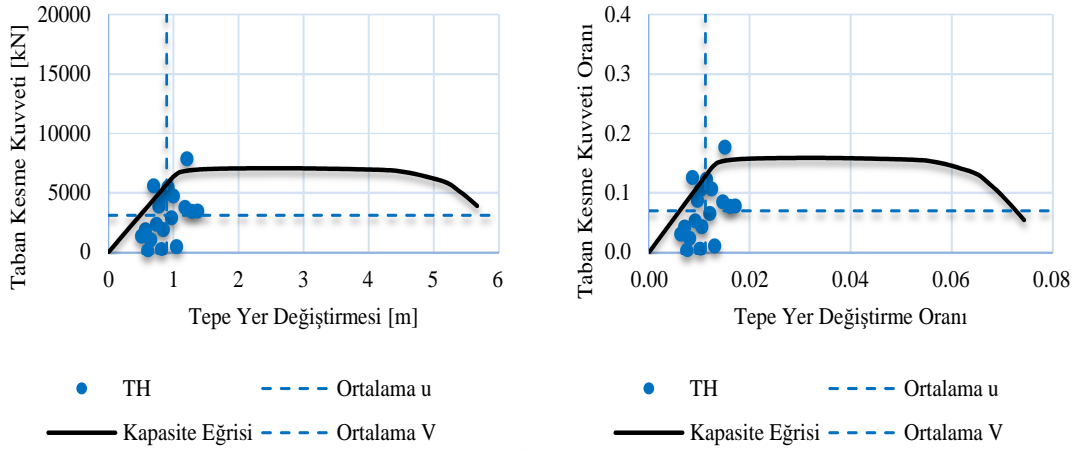 Taban Kesme Kuvveti [kN]
20000
15000
10000
5000
0
0 1 2 3 4 5 6
Tepe Yer Değiştirmesi [m]
TH
Ortalama u
Kapasite Eğrisi
Ortalama V
Taban Kesme Kuvveti Oranı
0.4
0.3
0.2
0.1
0.0
0.00 0.02 0.04 0.06 0.08
Tepe Yer Değiştirme Oranı
TH
Ortalama u
Kapasite Eğrisi
Ortalama V